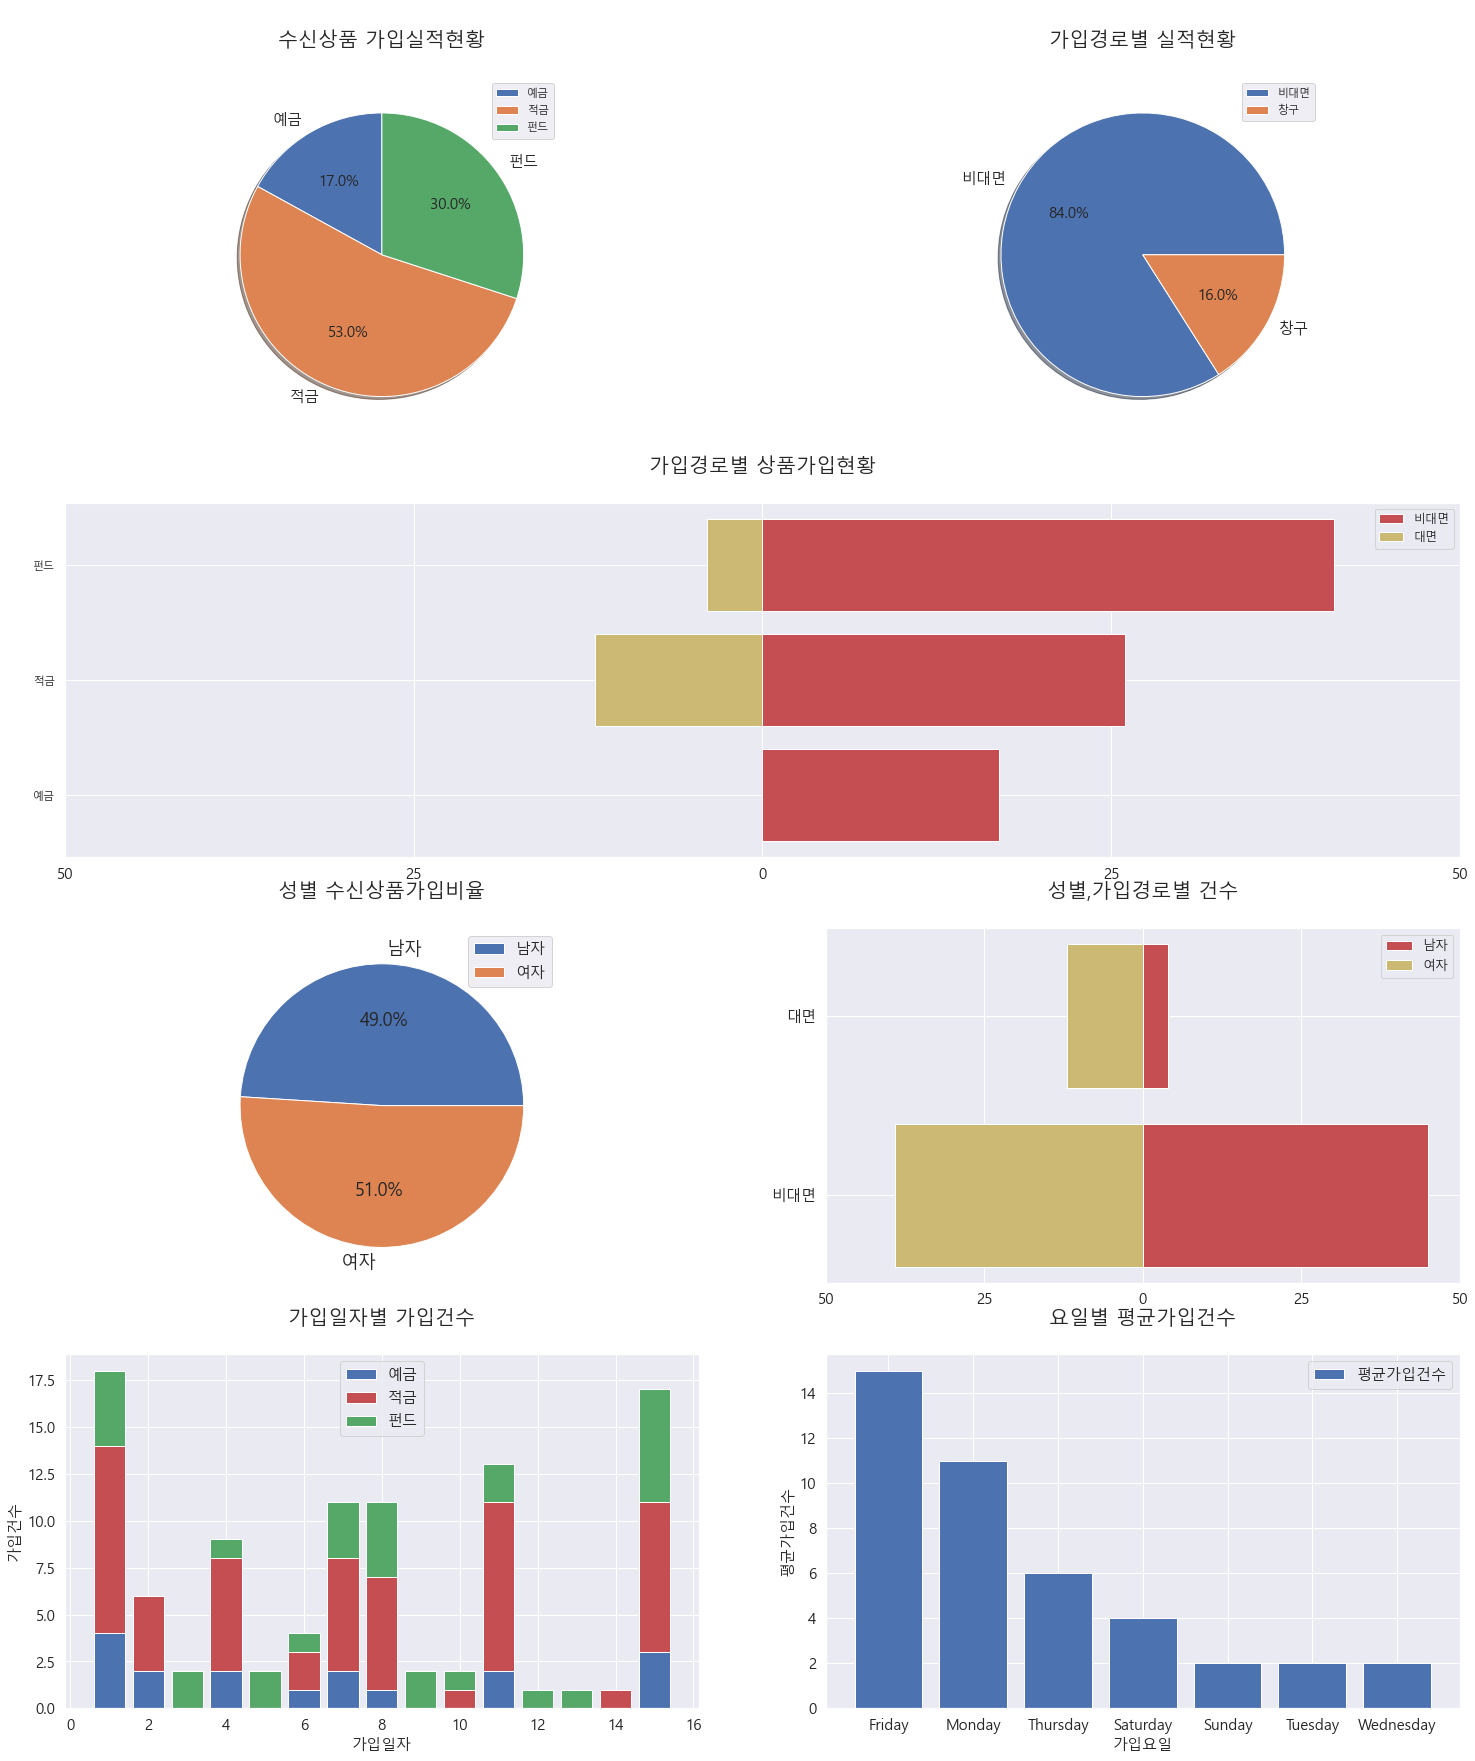 수신상품 가입실적현황
예금
적금
펀드
예금
펀드
17.0%
30.0%
53.0%
적금
가입경로별 실적현황
비대면
창구
비대면
84.0%
16.0%
창구
가입경로별 상품가입현황
비대면
대면
펀드
적금
예금
50 25 0 25 50
성별 수신상품가입비율
남자
여자
남자
49.0%
51.0%
여자
성별,가입경로별 건수
남자
여자
대면
비대면
50 25 0 25 50
가입일자별 가입건수
예금
적금
펀드
17.5
15.0
12.5
10.0
7.5
5.0
2.5
0.0
가입건수
0 2 4 6 8 10 12 14 16
가입일자
요일별 평균가입건수
평균가입건수
14
12
10
8
6
4
2
0
평균가입건수
Friday Monday Thursday Saturday Sunday Tuesday Wednesday
가입요일